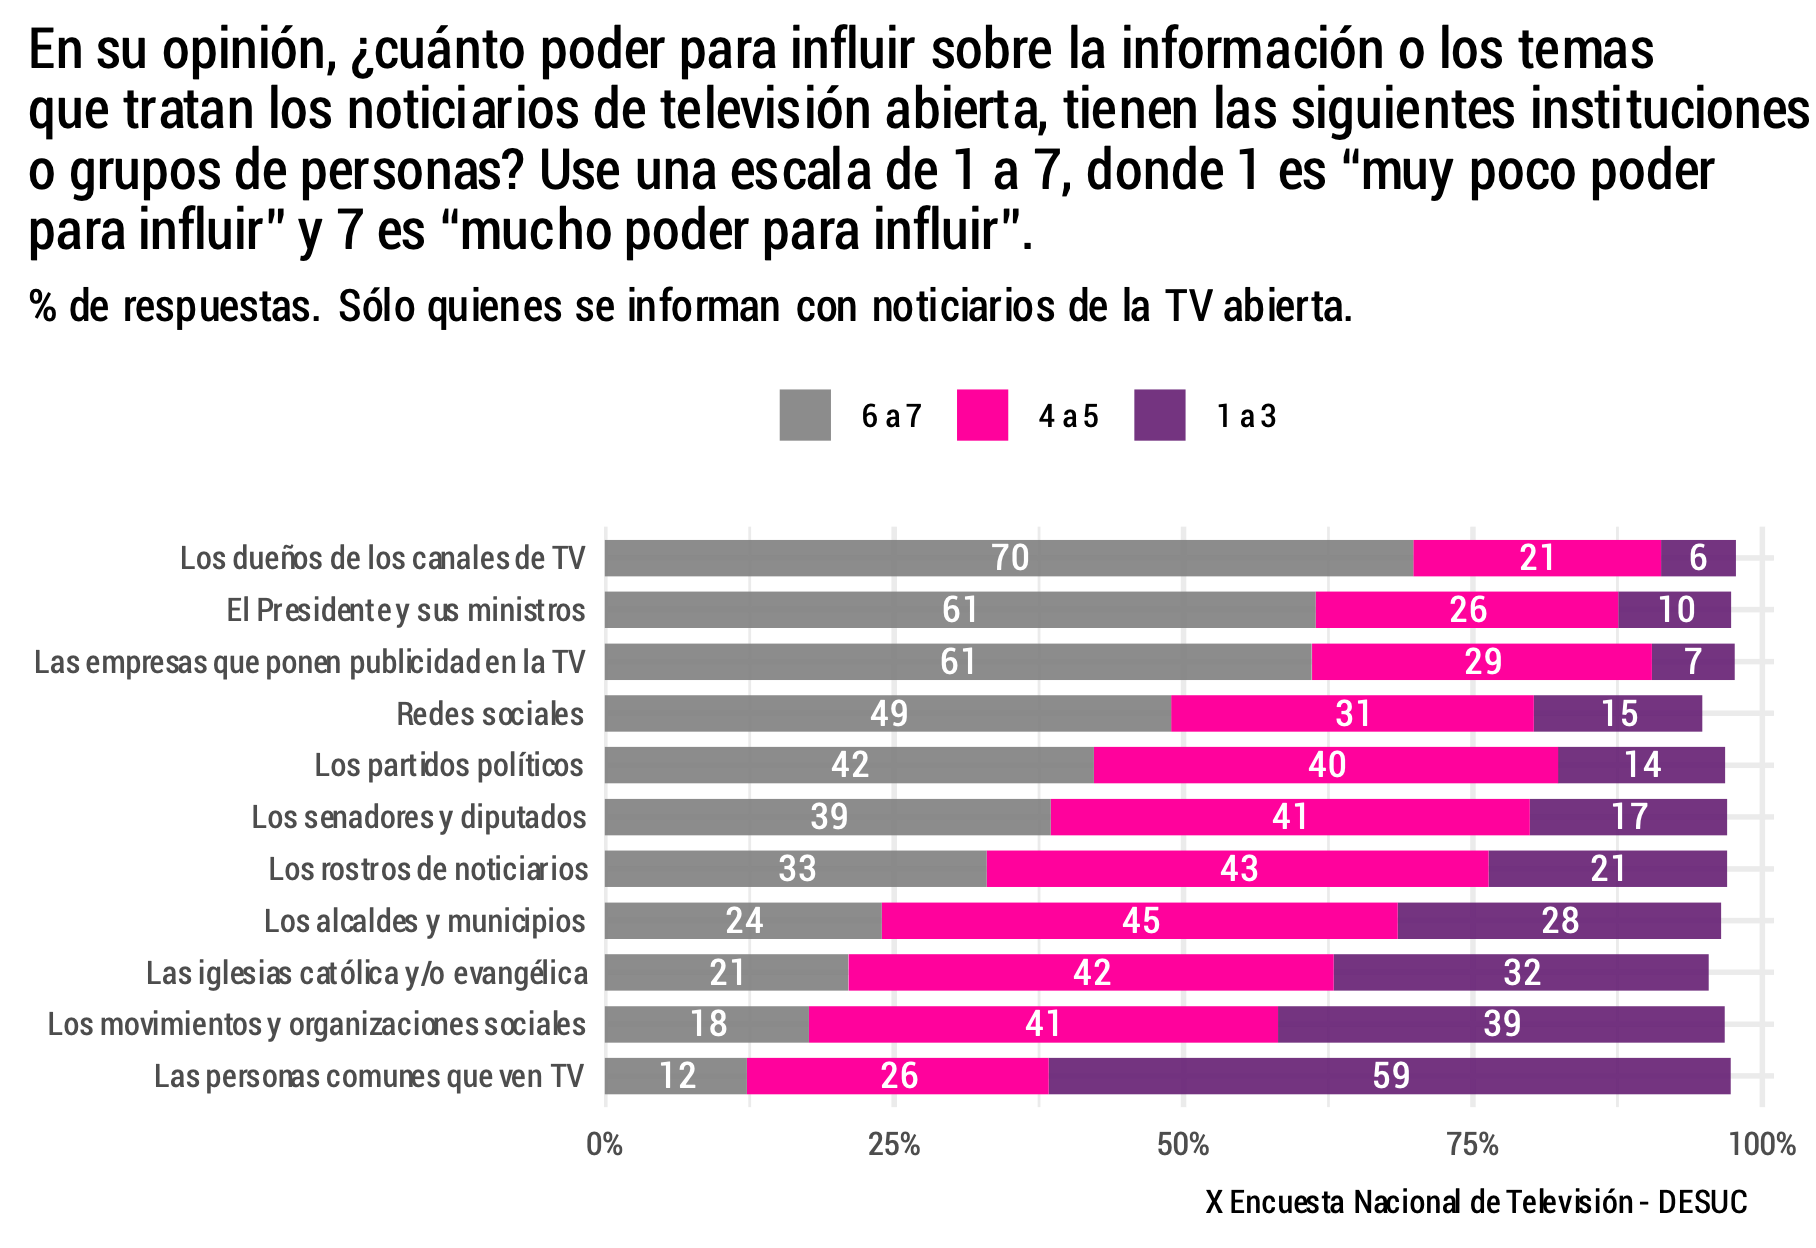 En su opinión, ¿cuánto poder para influir sobre la información o los temas
que tratan los noticiarios de televisión abierta, tienen las siguientes instituciones
o grupos de personas? Use una escala de 1 a 7, donde 1 es “muy poco poder
para influir” y 7 es “mucho poder para influir”.
% de respuestas. Sólo quienes se informan con noticiarios de la TV abierta.
6 a 7 4 a 5 1 a 3
Los dueños de los canales de TV 70 21 6
El Presidente y sus ministros 61 26 10
Las empresas que ponen publicidad en la TV 61 29 7
Redes sociales 49 31 15
Los partidos políticos 42 40 14
Los senadores y diputados 39 41 17
Los rostros de noticiarios 33 43 21
Los alcaldes y municipios 24 45 28
Las iglesias católica y/o evangélica 21 42 32
Los movimientos y organizaciones sociales 18 41 39
Las personas comunes que ven TV 12 26 59
0% 25% 50% 75% 100%
X Encuesta Nacional de Televisión - DESUC